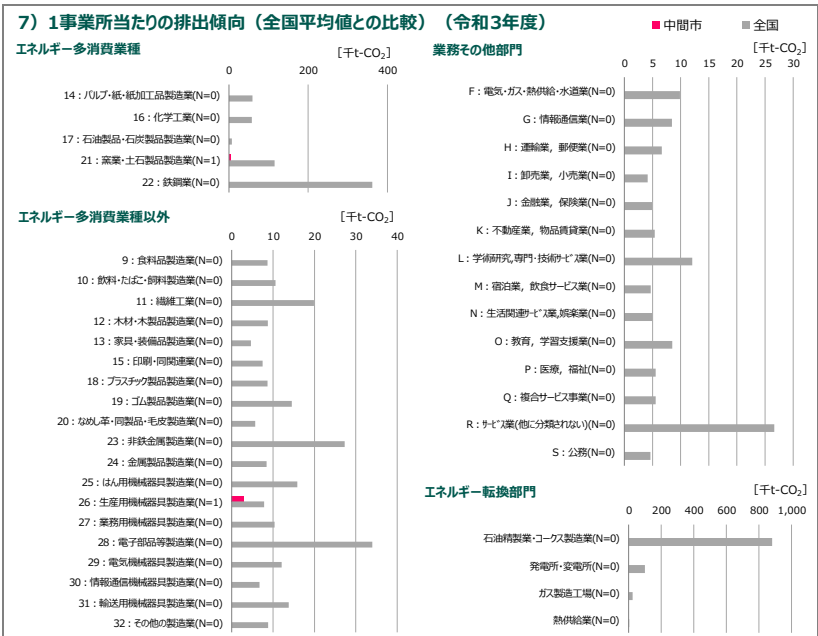 7）1事業所当たりの排出傾向（全国平均値との比較）（令和3年度）
■中間市 ■全国
エネルギー多消費業種
［千t-CO₂］
0 200 400
14：パルプ・紙・紙加工品製造業(N=0)
16：化学工業(N=0)
17：石油製品・石炭製品製造業(N=0)
21：窯業・土石製品製造業(N=1)
22：鉄鋼業(N=0)
エネルギー多消費業種以外
［千t-CO₂］
0 10 20 30 40
9：食料品製造業(N=0)
10：飲料・たばこ・飼料製造業(N=0)
11：繊維工業(N=0)
12：木材・木製品製造業(N=0)
13：家具・装備品製造業(N=0)
15：印刷・同関連業(N=0)
18：プラスチック製品製造業(N=0)
19：ゴム製品製造業(N=0)
20：なめし革・同製品・毛皮製造業(N=0)
23：非鉄金属製造業(N=0)
24：金属製品製造業(N=0)
25：はん用機械器具製造業(N=0)
26：生産用機械器具製造業(N=1)
27：業務用機械器具製造業(N=0)
28：電子部品等製造業(N=0)
29：電気機械器具製造業(N=0)
30：情報通信機械器具製造業(N=0)
31：輸送用機械器具製造業(N=0)
32：その他の製造業(N=0)
業務その他部門
［千t-CO₂］
0 5 10 15 20 25 30
F：電気・ガス・熱供給・水道業(N=0)
G：情報通信業(N=0)
H：運輸業，郵便業(N=0)
I：卸売業，小売業(N=0)
J：金融業，保険業(N=0)
K：不動産業，物品賃貸業(N=0)
L：学術研究,専門・技術ｻｰﾋﾞｽ業(N=0)
M：宿泊業，飲食サービス業(N=0)
N：生活関連ｻｰﾋﾞｽ業,娯楽業(N=0)
O：教育，学習支援業(N=0)
P：医療，福祉(N=0)
Q：複合サービス事業(N=0)
R：ｻｰﾋﾞｽ業(他に分類されない)(N=0)
S：公務(N=0)
エネルギー転換部門
［千t-CO₂］
0 200 400 600 800 1,000
石油精製業・コークス製造業(N=0)
発電所・変電所(N=0)
ガス製造工場(N=0)
熱供給業(N=0)